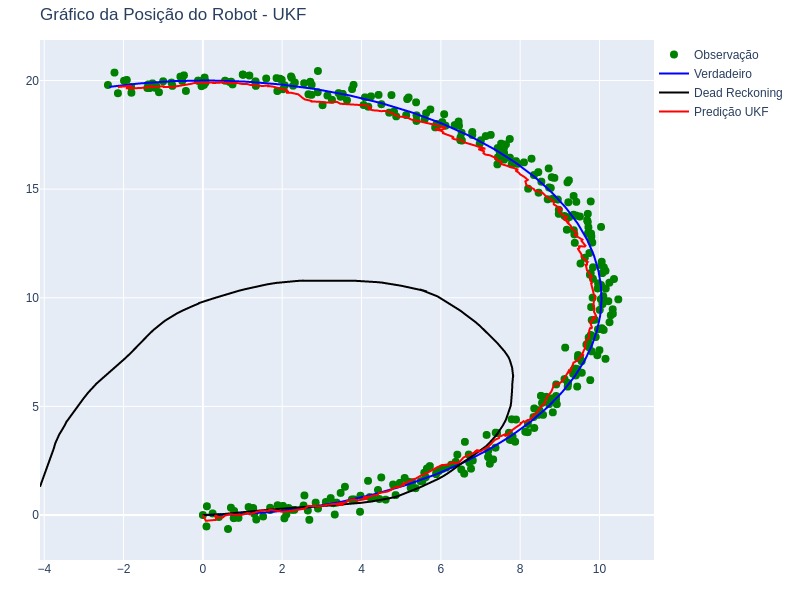 Gráfico da Posição do Robot - UKF
Observação
Verdadeiro
Dead Reckoning
Predição UKF
20
15
10
5
0
−4
−2
0
2
4
6
8
10